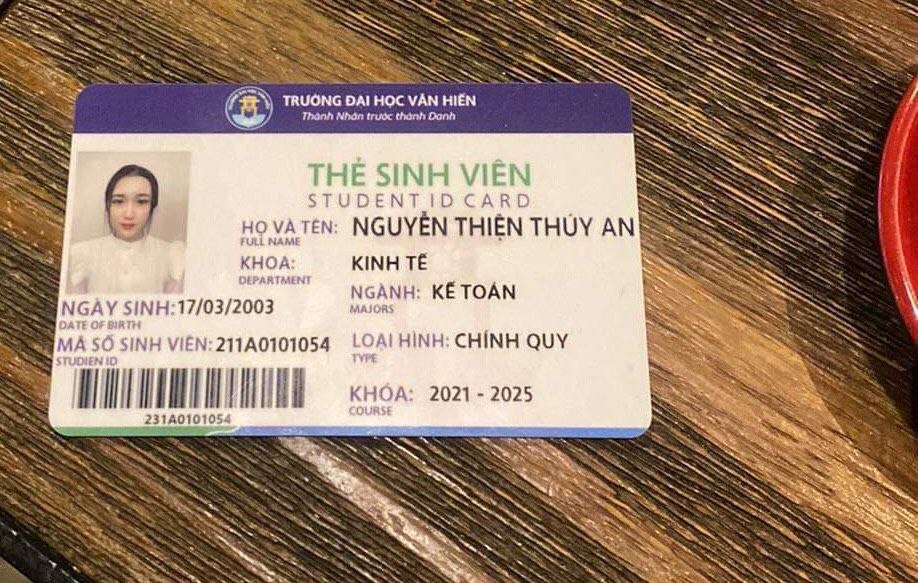 TRƯỜNG ĐẠI HỌC VĂN HIẾN
Thành Nhân trước thành Danh
THẺ SINH VIÊN
STUDENT ID CARD
HỌ VÀ TÊN: NGUYỄN THIỆN THÚY AN
FULL NAME
KHOA: KINH TẾ
DEPARTMENT
NGÀNH: KẾ TOÁN
MAJORS
NGÀY SINH: 17/03/2003
DATE OF BIRTH
MÃ SỐ SINH VIÊN: 211A0101054
STUDIEN ID
LOẠI HÌNH: CHÍNH QUY
TYPE
KHÓA: 2021 - 2025
COURSE
231A0101054